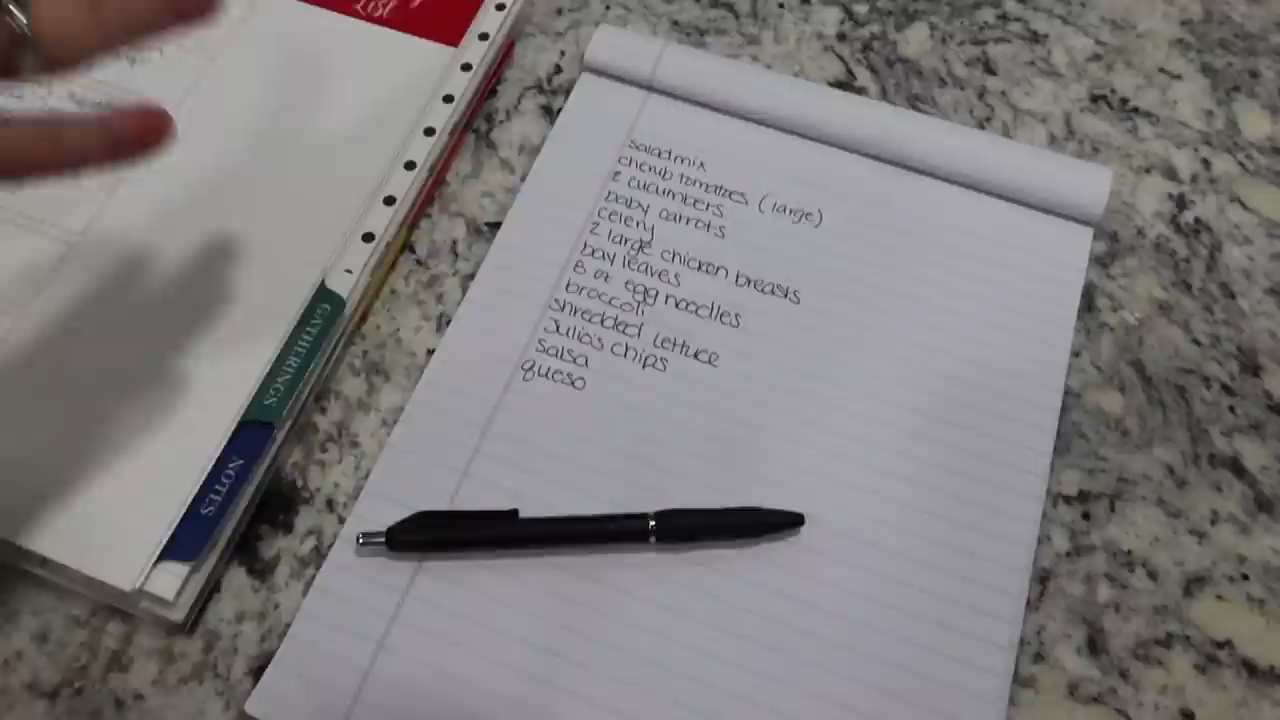 LIST
salad mix
cherub tomatoes (large)
2 cucumbers
baby carrots
celery
2 large chicken breasts
bay leaves
8 oz egg noodles
broccoli
shredded lettuce
Julio's chips
salsa
queso
GATHERINGS
NOTES